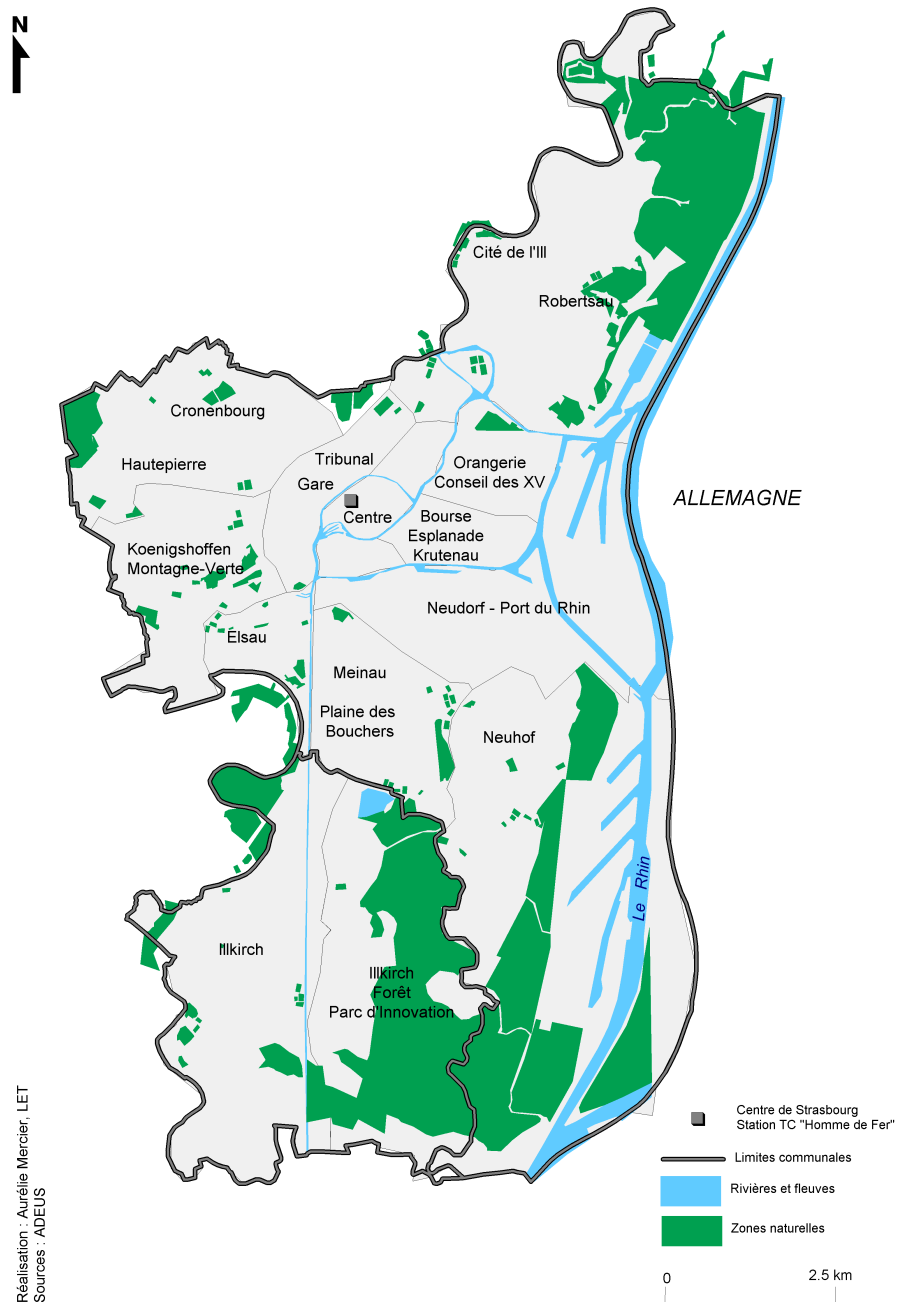 N
Cité de l'Ill
Robertsau
Cronenbourg
Hautepierre
Tribunal
Gare
Orangerie
Conseil des XV
ALLEMAGNE
Centre
Bourse
Esplanade
Krutenau
Koenigshoffen
Montagne-Verte
Neudorf - Port du Rhin
Elsau
Meinau
Plaine des
Bouchers
Neuhof
Le Rhin
Illkirch
Illkirch
Forêt
Parc d'Innovation
Réalisation : Aurélie Mercier, LET
Sources : ADEUS
Centre de Strasbourg
Station TC "Homme de Fer"
Limites communales
Rivières et fleuves
Zones naturelles
0
2.5 km